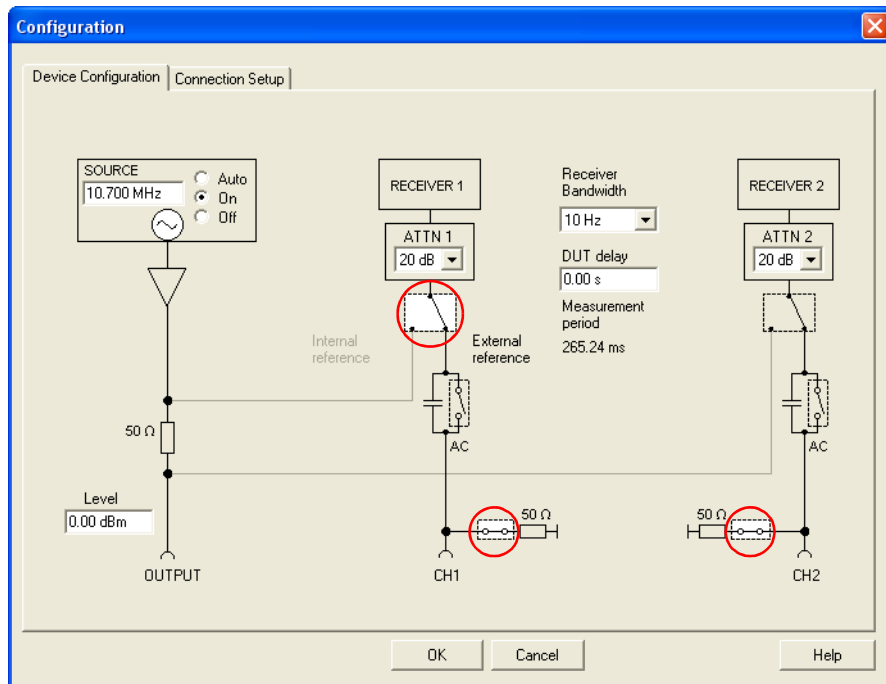 Configuration
Device Configuration
Connection Setup
SOURCE
10.700 MHz
Auto
On
Off
RECEIVER 1
ATTN 1
20 dB
Receiver
Bandwidth
10 Hz
DUT delay
0.00 s
Measurement
period
265.24 ms
RECEIVER 2
ATTN 2
20 dB
Internal
reference
External
reference
AC
AC
50 Ω
Level
0.00 dBm
OUTPUT
50 Ω
CH1
50 Ω
CH2
OK
Cancel
Help